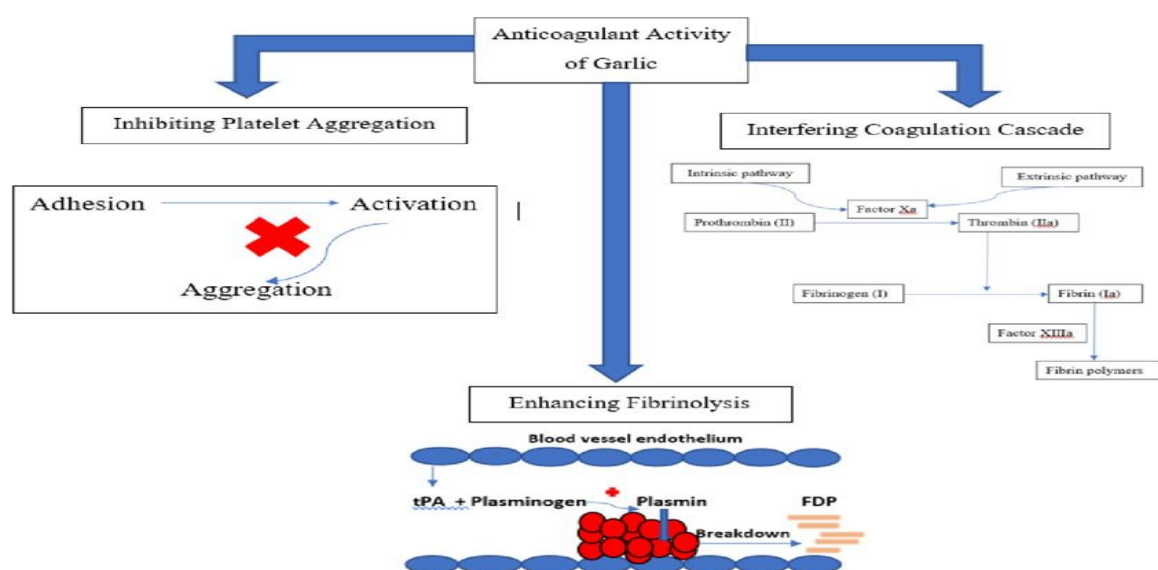 Anticoagulant Activity
of Garlic
Inhibiting Platelet Aggregation
Interfering Coagulation Cascade
Adhesion
Activation
Aggregation
Intrinsic pathway
Extrinsic pathway
Factor Xa
Prothrombin (II)
Thrombin (IIa)
Fibrinogen (I)
Fibrin (Ia)
Factor XIIIa
Fibrin polymers
Enhancing Fibrinolysis
Blood vessel endothelium
tPA + Plasminogen
Plasmin
FDP
Breakdown